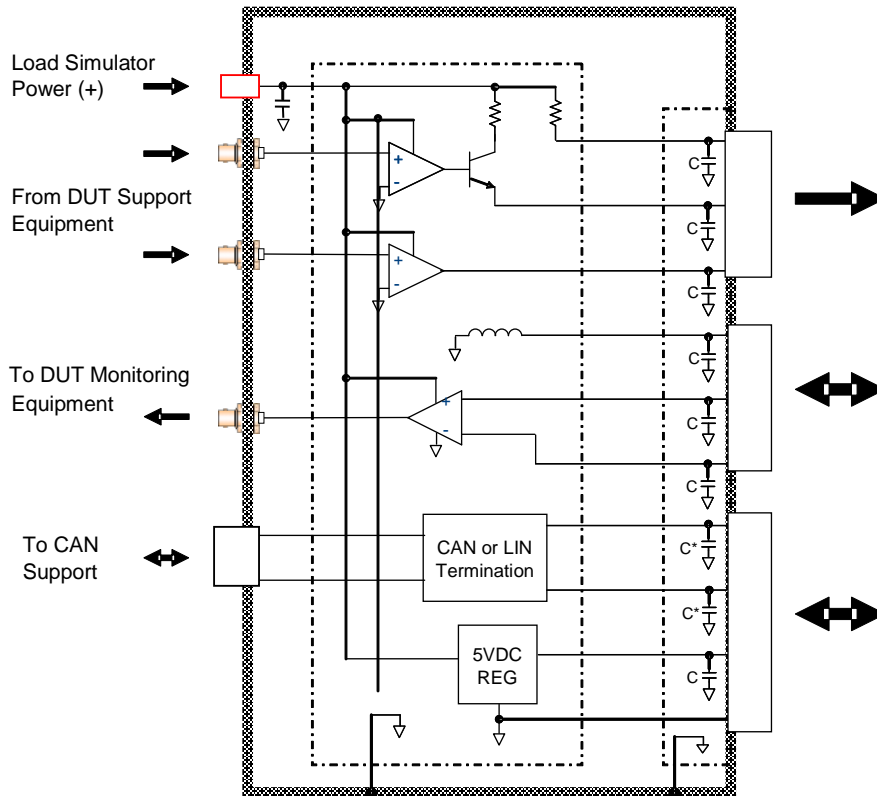 Load Simulator
Power (+)
From DUT Support
Equipment
To DUT Monitoring
Equipment
To CAN
Support
+
-
+
-
+
-
CAN or LIN
Termination
5VDC
REG
C
C
C
C
C
C
C*
C*
C